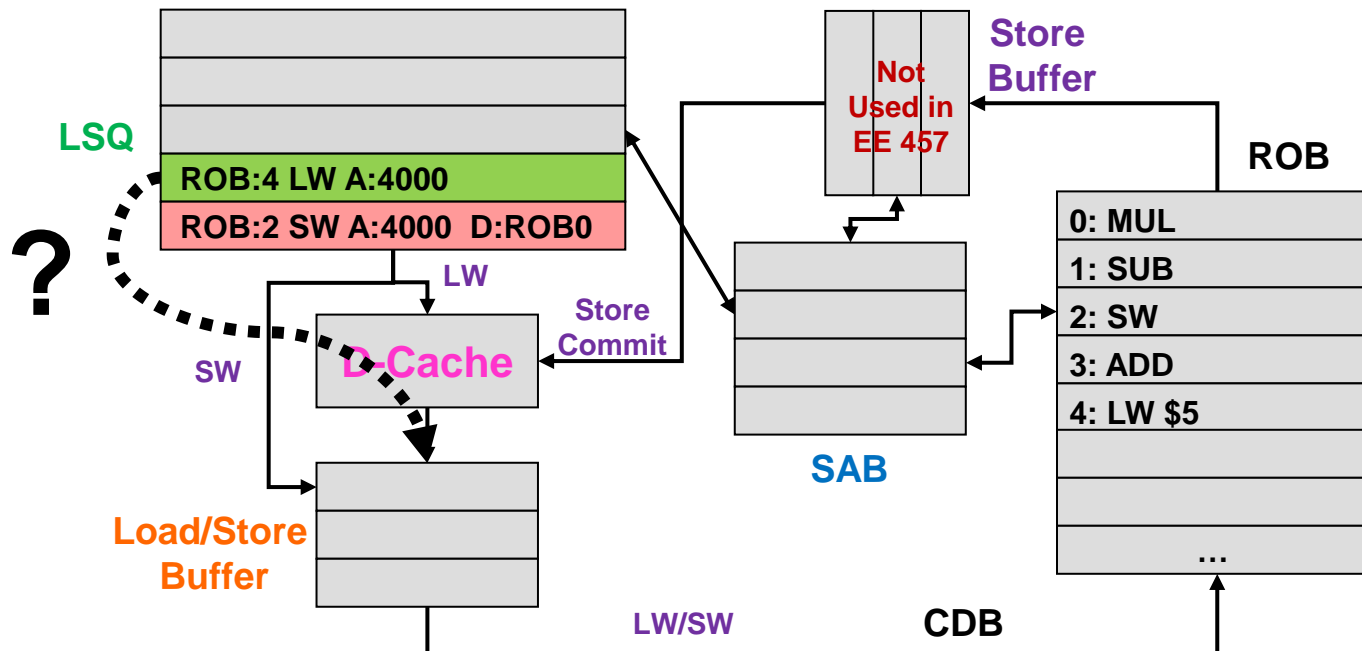 Store
Buffer
Not
Used in
EE 457
LSQ
ROB
ROB:4 LW A:4000
ROB:2 SW A:4000 D:ROB0
?
0: MUL
1: SUB
2: SW
3: ADD
4: LW $5
...
LW
Store
Commit
SW
D-Cache
SAB
Load/Store
Buffer
LW/SW
CDB